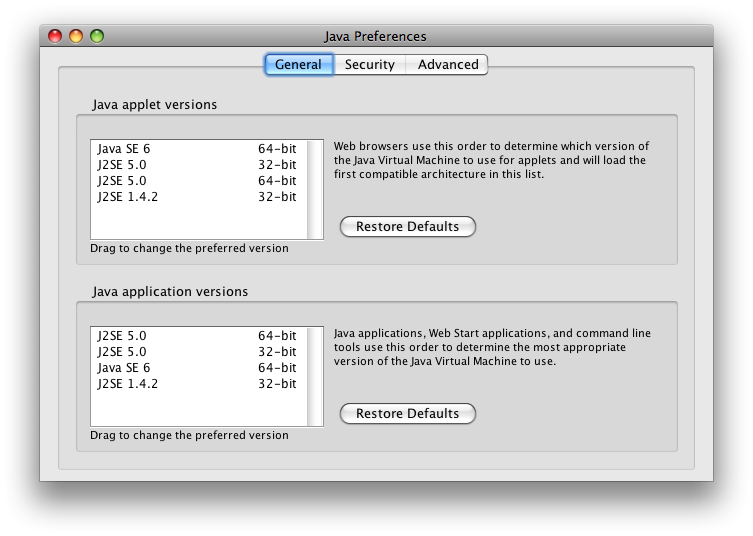 Java Preferences
General Security Advanced
Java applet versions
Java SE 6 64-bit
J2SE 5.0 32-bit
J2SE 5.0 64-bit
J2SE 1.4.2 32-bit
Drag to change the preferred version
Web browsers use this order to determine which version of
the Java Virtual Machine to use for applets and will load the
first compatible architecture in this list.
Restore Defaults
Java application versions
J2SE 5.0 64-bit
J2SE 5.0 32-bit
Java SE 6 64-bit
J2SE 1.4.2 32-bit
Drag to change the preferred version
Java applications, Web Start applications, and command line
tools use this order to determine the most appropriate
version of the Java Virtual Machine to use.
Restore Defaults